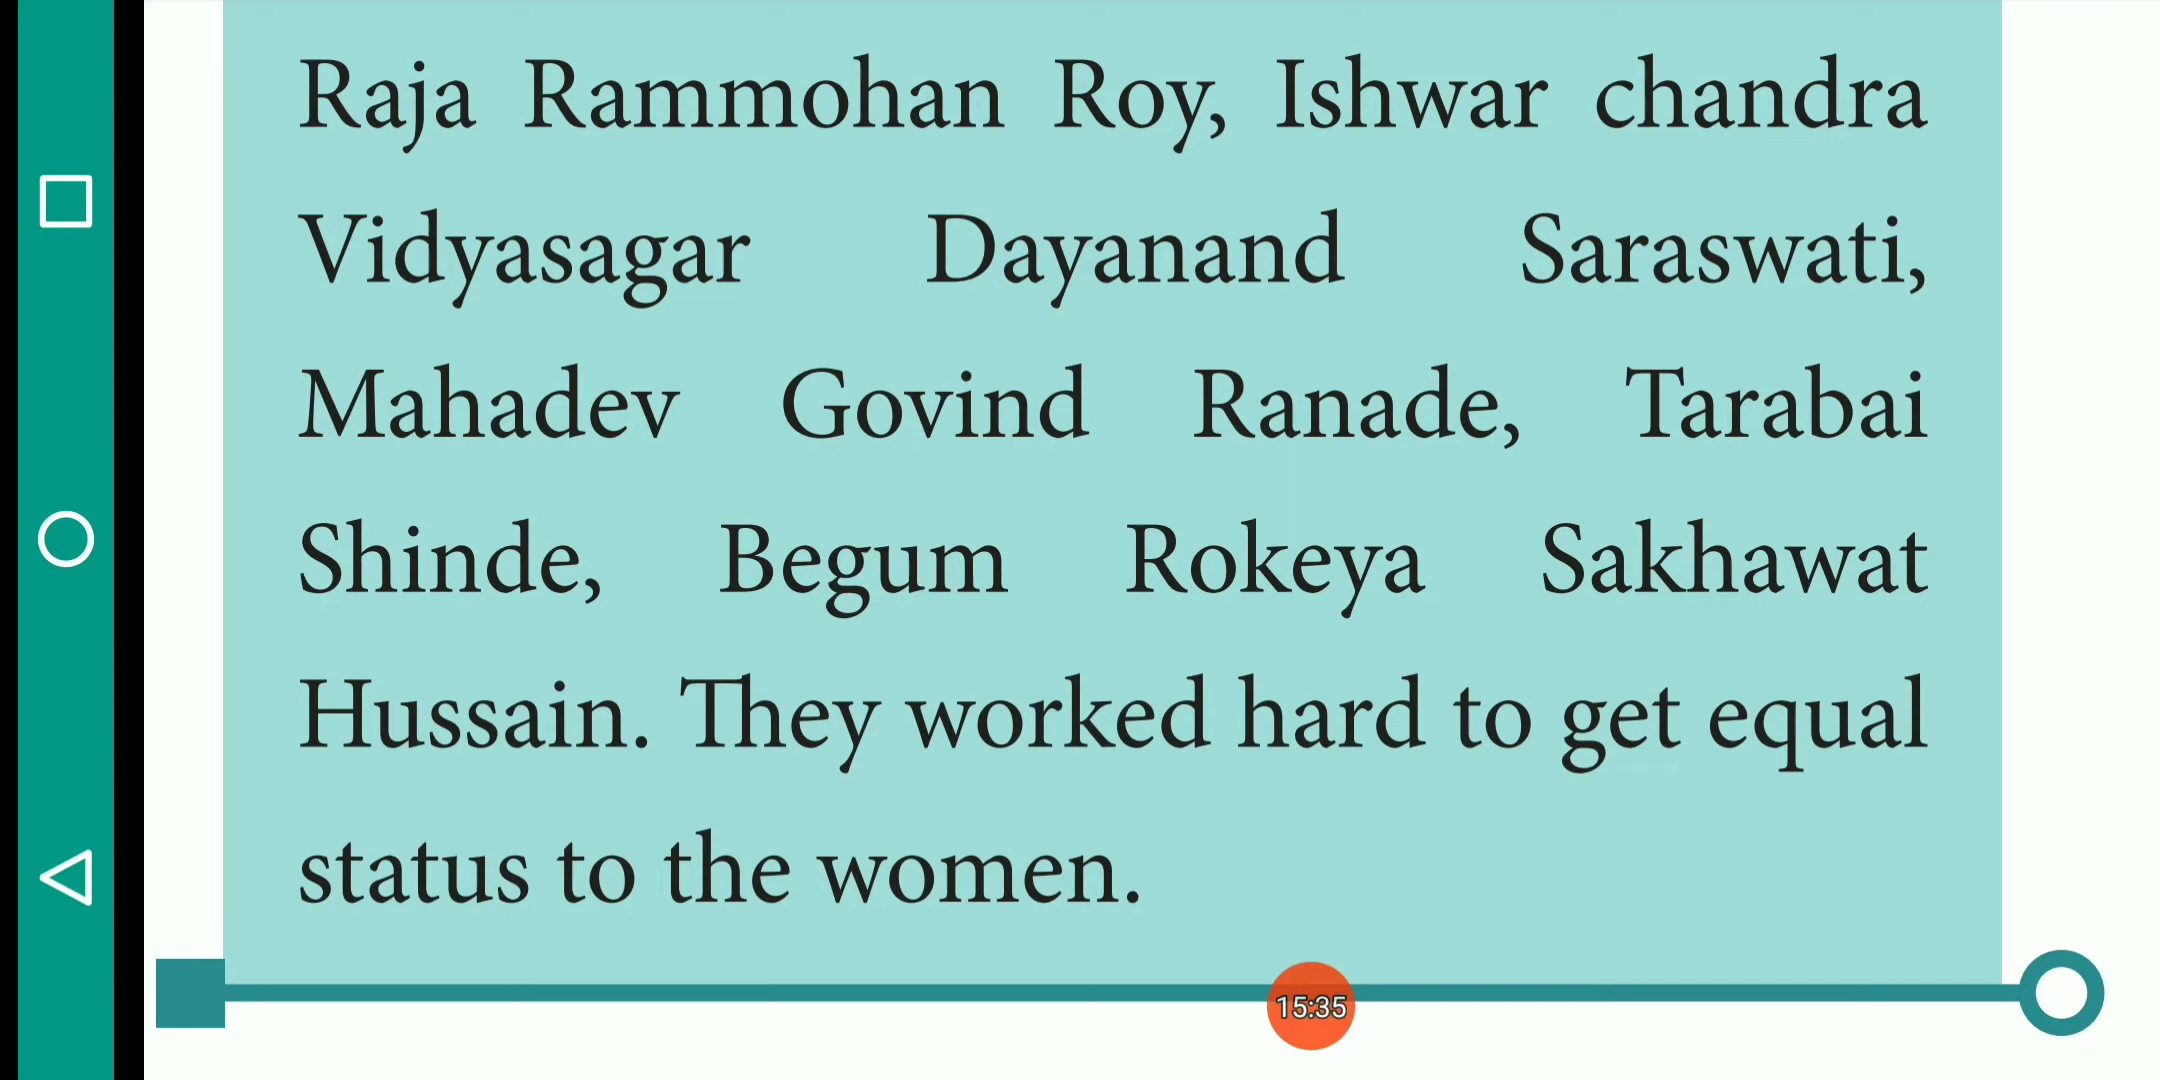 Raja Rammohan Roy, Ishwar chandra
Vidyasagar Dayanand Saraswati,
Mahadev Govind Ranade, Tarabai
Shinde, Begum Rokeya Sakhawat
Hussain. They worked hard to get equal
status to the women.
15:35